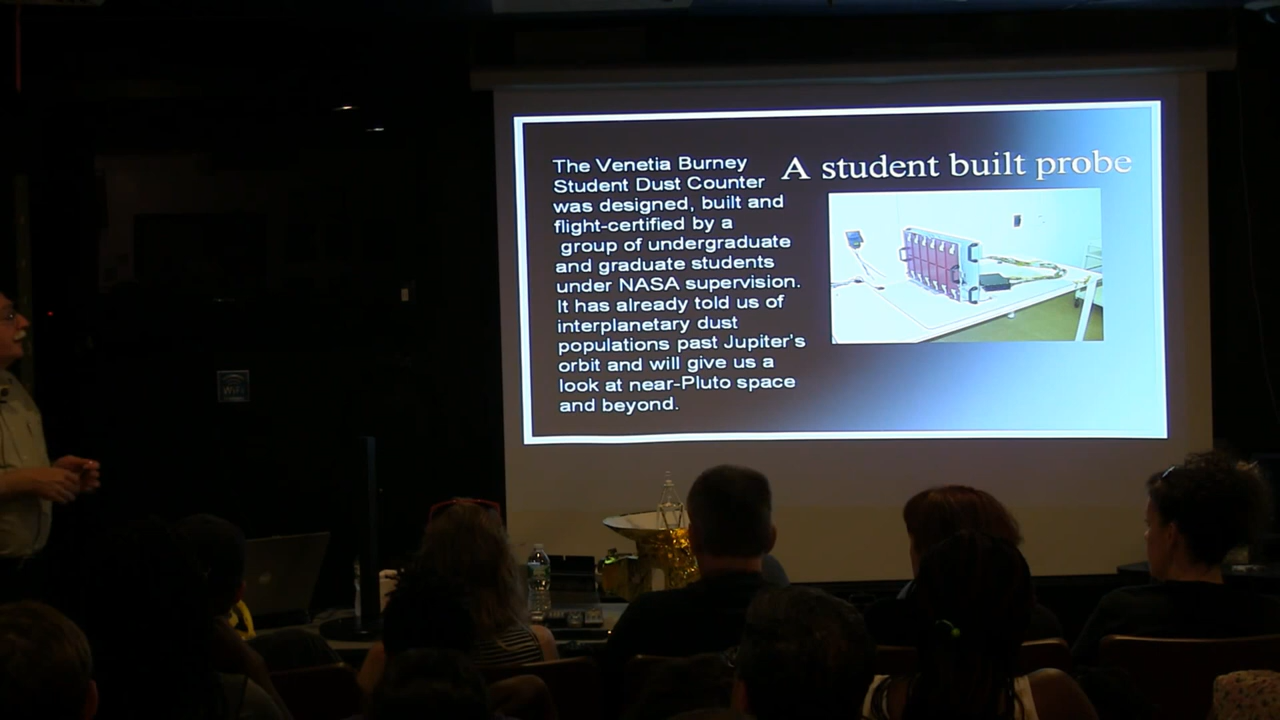 A student built probe
The Venetia Burney
Student Dust Counter
was designed, built and
flight-certified by a
group of undergraduate
and graduate students
under NASA supervision.
It has already told us of
interplanetary dust
populations past Jupiter's
orbit and will give us a
look at near-Pluto space
and beyond.
WiFi